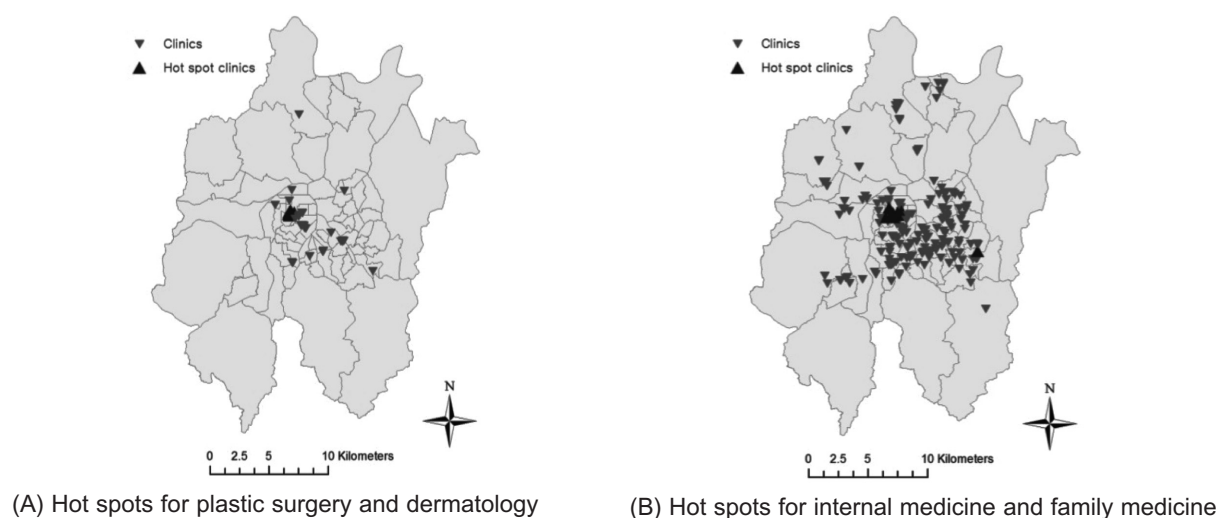 Clinics
Hot spot clinics
N
0 2.5 5 10 Kilometers
(A) Hot spots for plastic surgery and dermatology
Clinics
Hot spot clinics
N
0 2.5 5 10 Kilometers
(B) Hot spots for internal medicine and family medicine